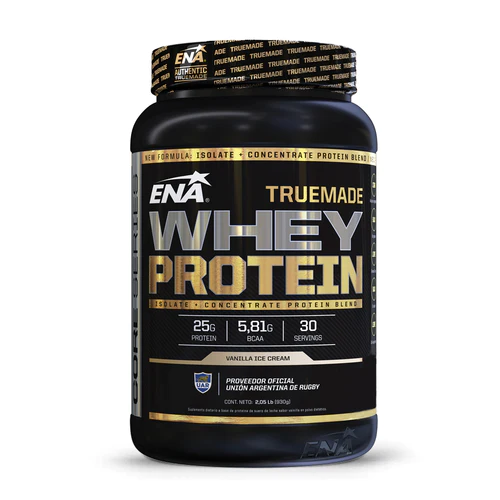 ENA
AUTHENTIC
TRUEMADE
TRUEMADE
NEW FORMULA: ISOLATE + CONCENTRATE PROTEIN BLEND
ENA
TRUEMADE
WHEY
PROTEIN
ISOLATE + CONCENTRATE PROTEIN BLEND
25G
PROTEIN
5,81G
BCAA
30
SERVINGS
VANILLA ICE CREAM
UAR
PROVEEDOR OFICIAL
UNIÓN ARGENTINA DE RUGBY
CONT. NETO: 2,05 Lb (930g)
CORE SERIES
ENA